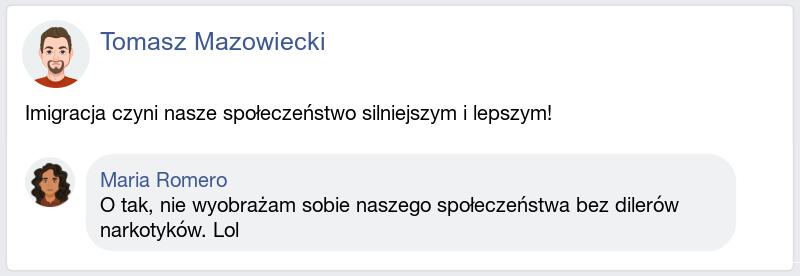 Tomasz Mazowiecki
Imigracja czyni nasze społeczeństwo silniejszym i lepszym!
Maria Romero
O tak, nie wyobrażam sobie naszego społeczeństwa bez dilerów
narkotyków. Lol